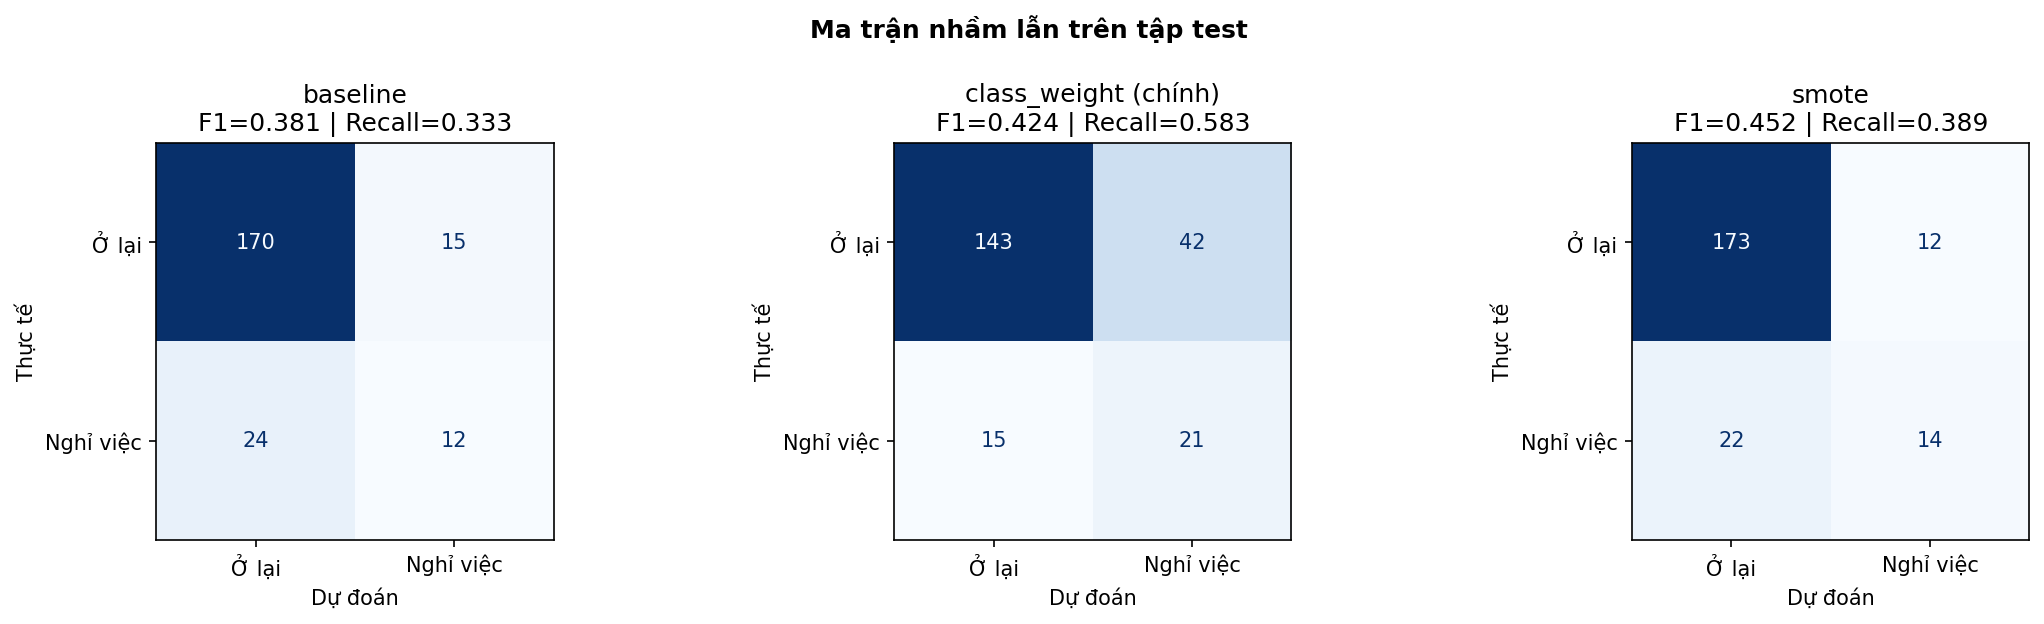 Ma trận nhầm lẫn trên tập test
baseline
F1=0.381 | Recall=0.333
Thực tế
Ở lại
170
15
Nghỉ việc
24
12
Ở lại
Nghỉ việc
Dự đoán
class_weight (chính)
F1=0.424 | Recall=0.583
Thực tế
Ở lại
143
42
Nghỉ việc
15
21
Ở lại
Nghỉ việc
Dự đoán
smote
F1=0.452 | Recall=0.389
Thực tế
Ở lại
173
12
Nghỉ việc
22
14
Ở lại
Nghỉ việc
Dự đoán